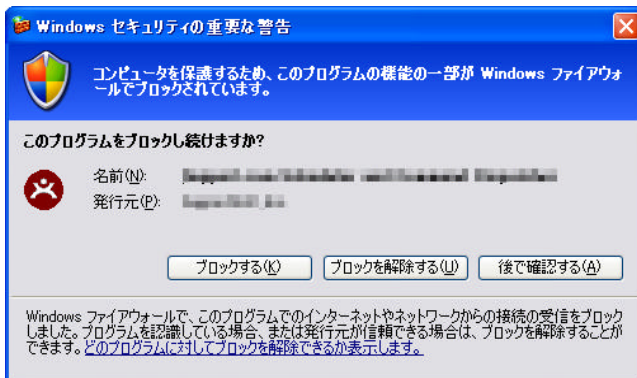 Windows セキュリティの重要な警告
コンピュータを保護するため、このプログラムの機能の一部が Windows ファイアウォ
ールでブロックされています。
このプログラムをブロックし続けますか?
名前(N):
発行元(P):
ブロックする(K) ブロックを解除する(U) 後で確認する(A)
Windows ファイアウォールで、このプログラムでのインターネットやネットワークからの接続の受信をブロック
しました。プログラムを認識している場合、または発行元が信頼できる場合は、ブロックを解除することが
できます。どのプログラムに対してブロックを解除できるか表示します。